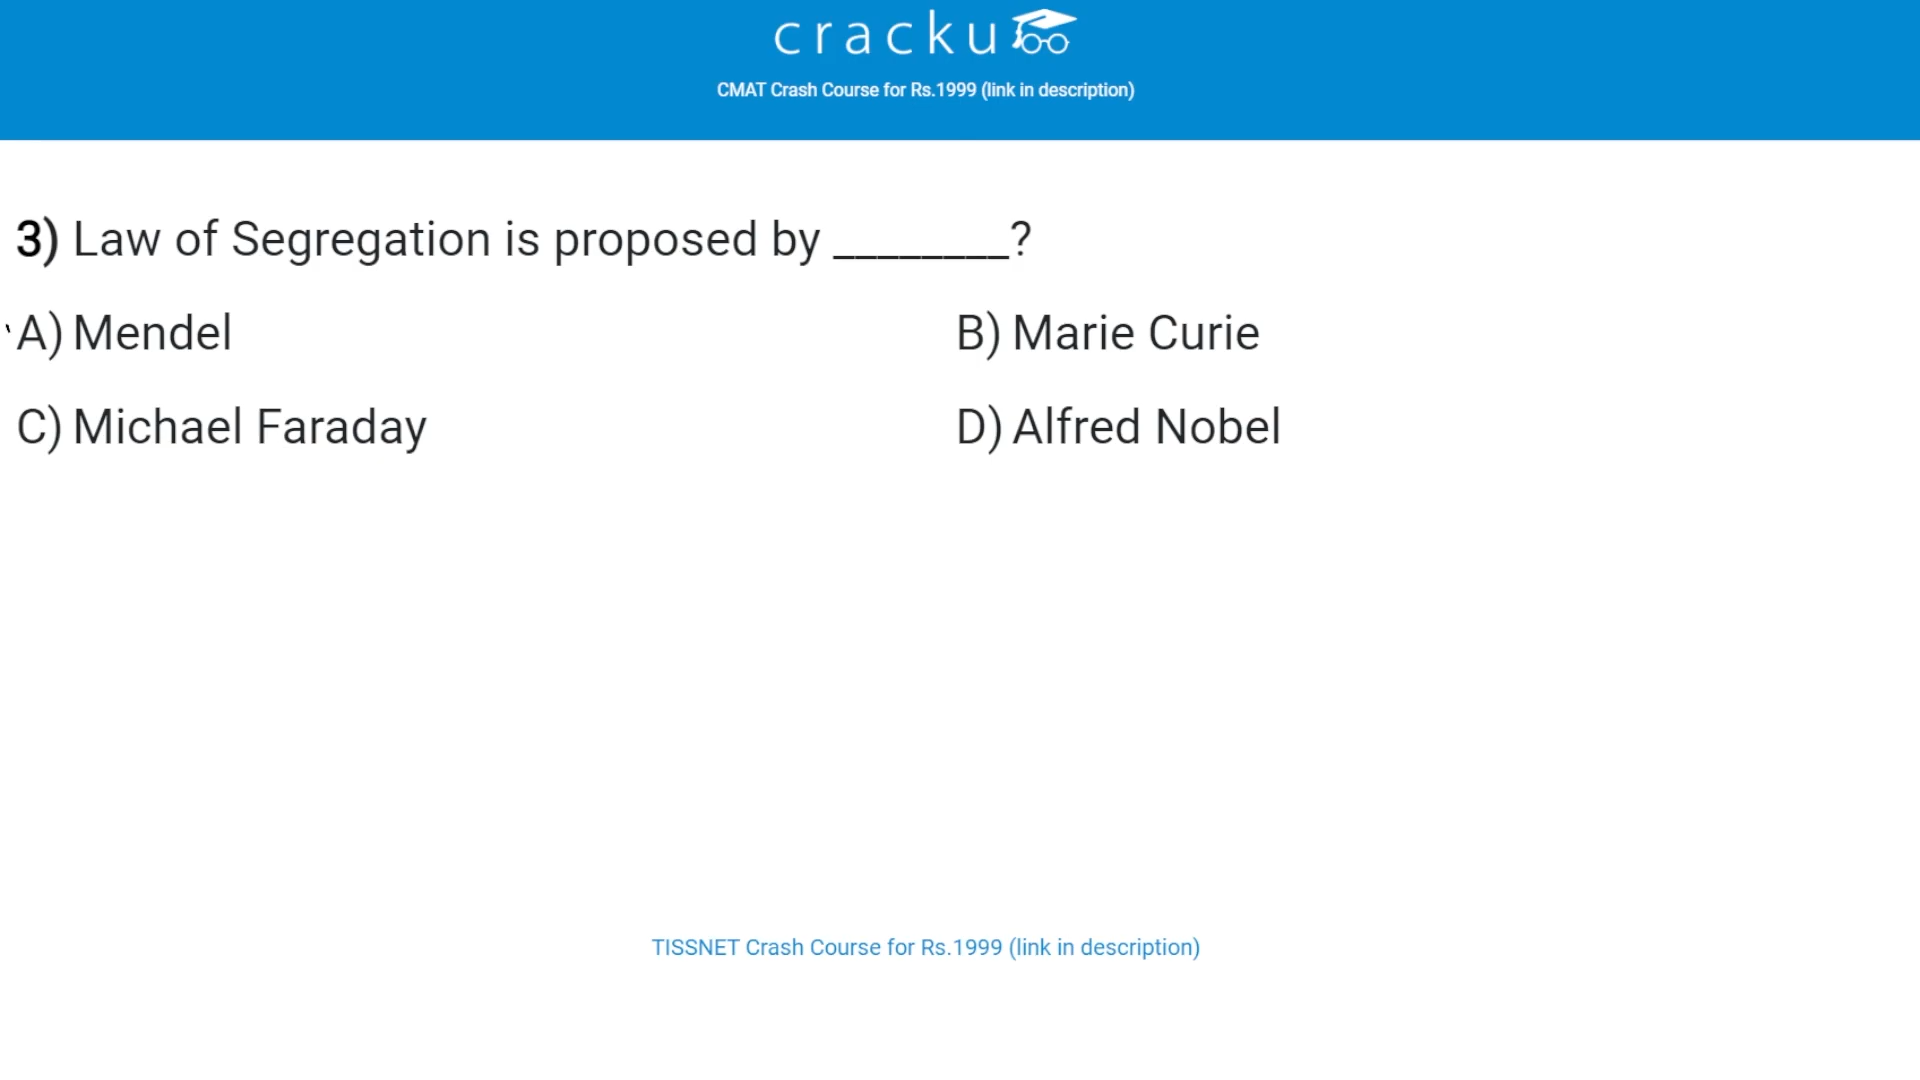 cracku
CMAT Crash Course for Rs.1999 (link in description)
3) Law of Segregation is proposed by ________?
A) Mendel
B) Marie Curie
C) Michael Faraday
D) Alfred Nobel
TISSNET Crash Course for Rs.1999 (link in description)